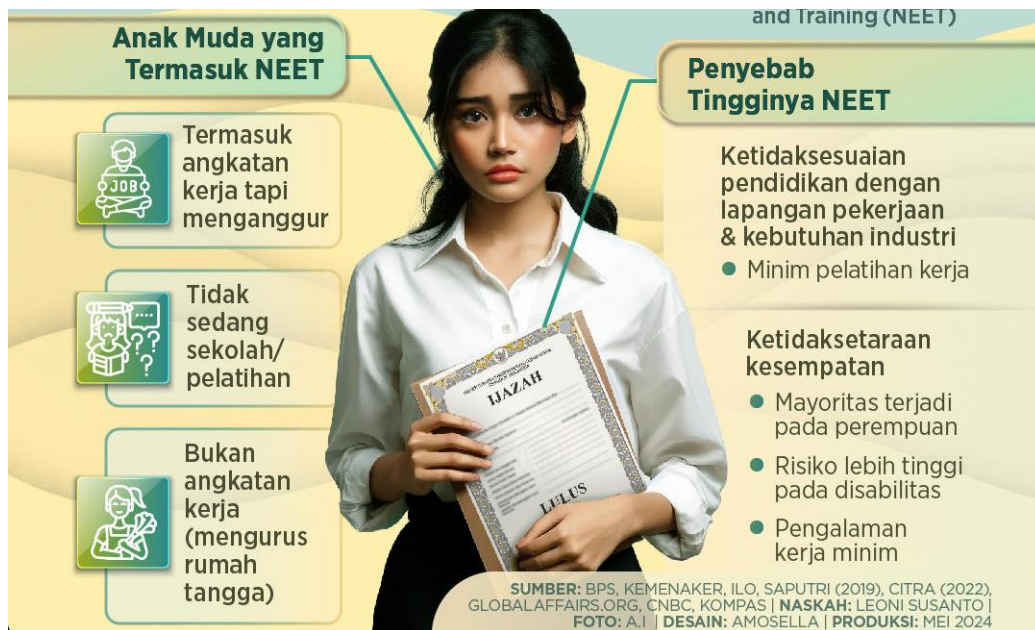 and Training (NEET)
Anak Muda yang
Termasuk NEET
Termasuk
angkatan
kerja tapi
menganggur
JOB
Tidak
sedang
sekolah/
pelatihan
Bukan
angkatan
kerja
(mengurus
rumah
tangga)
IJAZAH
LULUS
Penyebab
Tingginya NEET
Ketidaksesuaian
pendidikan dengan
lapangan pekerjaan
& kebutuhan industri
• Minim pelatihan kerja
Ketidaksetaraan
kesempatan
• Mayoritas terjadi
pada perempuan
• Risiko lebih tinggi
pada disabilitas
• Pengalaman
kerja minim
SUMBER: BPS, KEMENAKER, ILO, SAPUTRI (2019), CITRA (2022),
GLOBALAFFAIRS.ORG, CNBC, KOMPAS | NASKAH: LEONI SUSANTO |
FOTO: A.I | DESAIN: AMOSELLA | PRODUKSI: MEI 2024